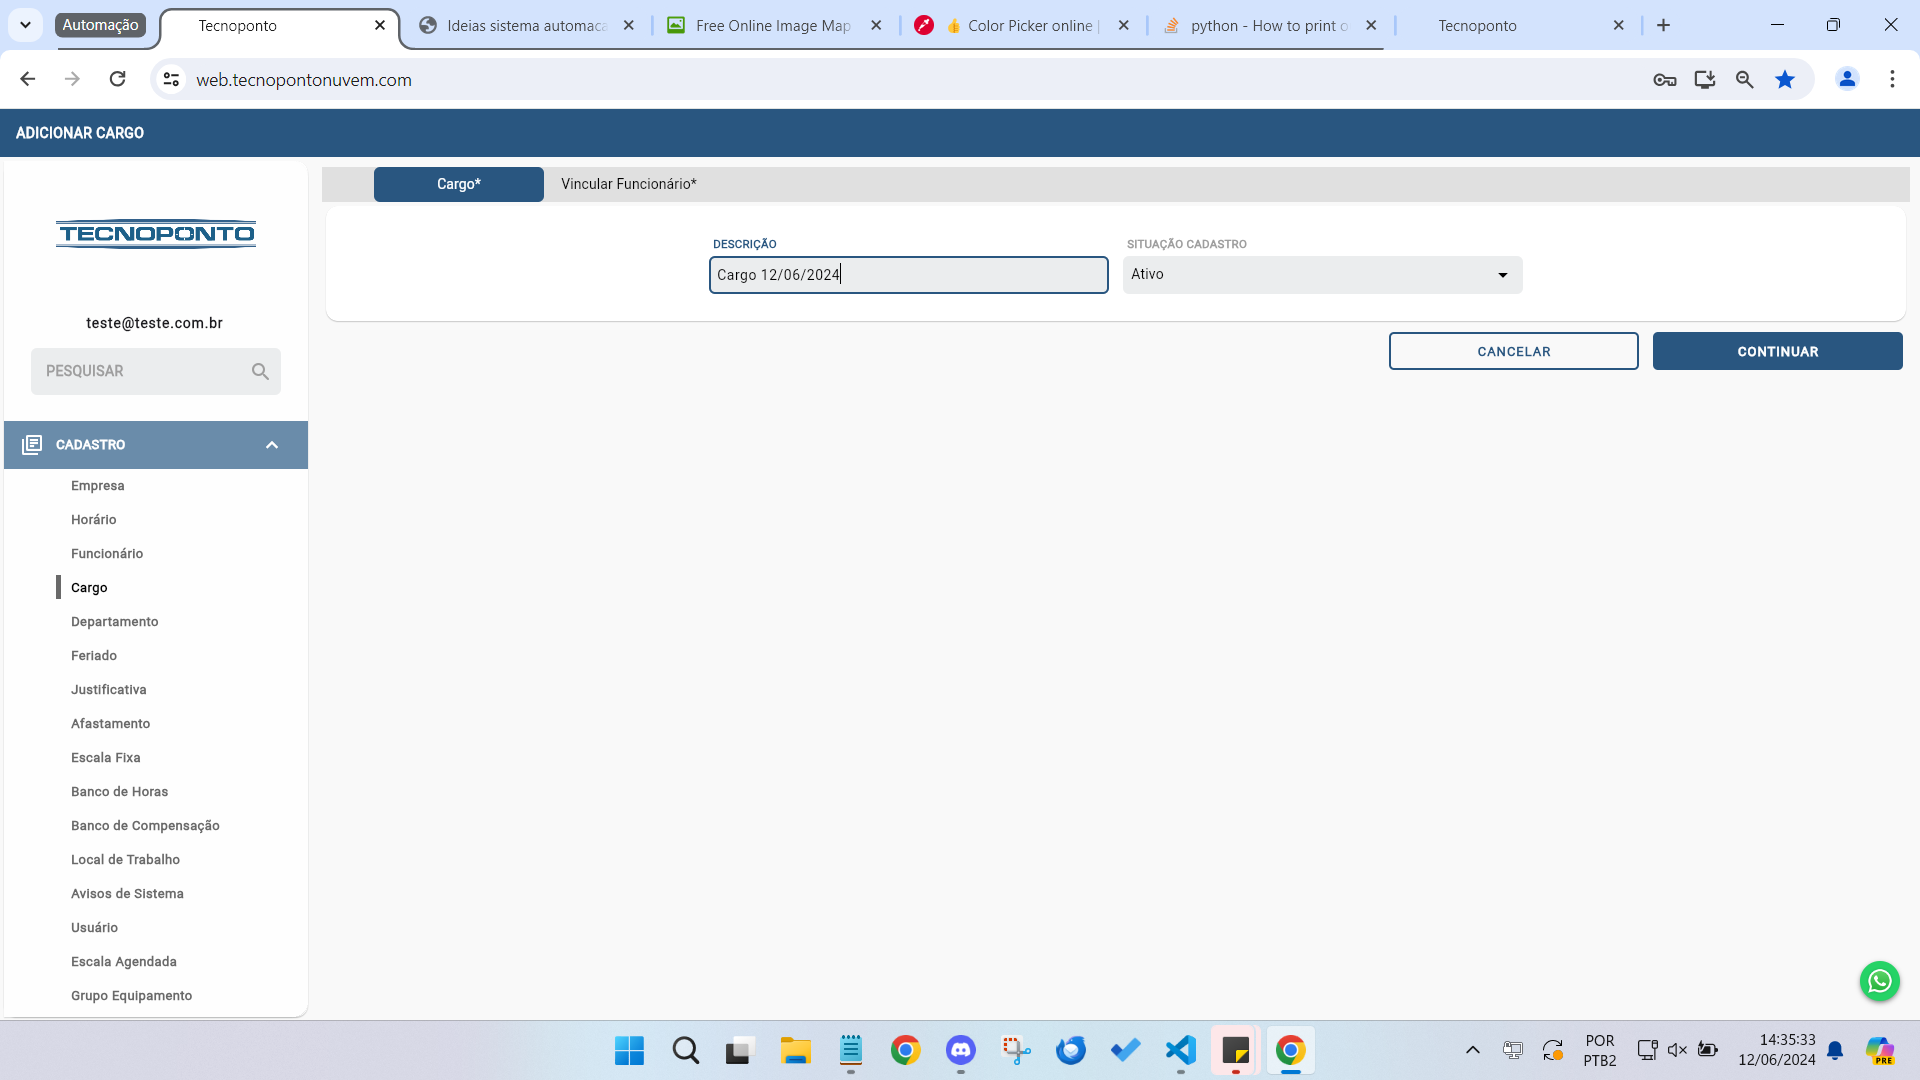 Automação
Tecnoponto
Ideias sistema automaca
Free Online Image Map
Color Picker online |
python - How to print o
Tecnoponto
web.tecnopontonuvem.com
ADICIONAR CARGO
Cargo*
Vincular Funcionário*
TECNOPONTO
DESCRIÇÃO
SITUAÇÃO CADASTRO
Cargo 12/06/2024
Ativo
teste@teste.com.br
CANCELAR
CONTINUAR
PESQUISAR
CADASTRO
Empresa
Horário
Funcionário
Cargo
Departamento
Feriado
Justificativa
Afastamento
Escala Fixa
Banco de Horas
Banco de Compensação
Local de Trabalho
Avisos de Sistema
Usuário
Escala Agendada
Grupo Equipamento
POR
PTB2
14:35:33
12/06/2024
PRE